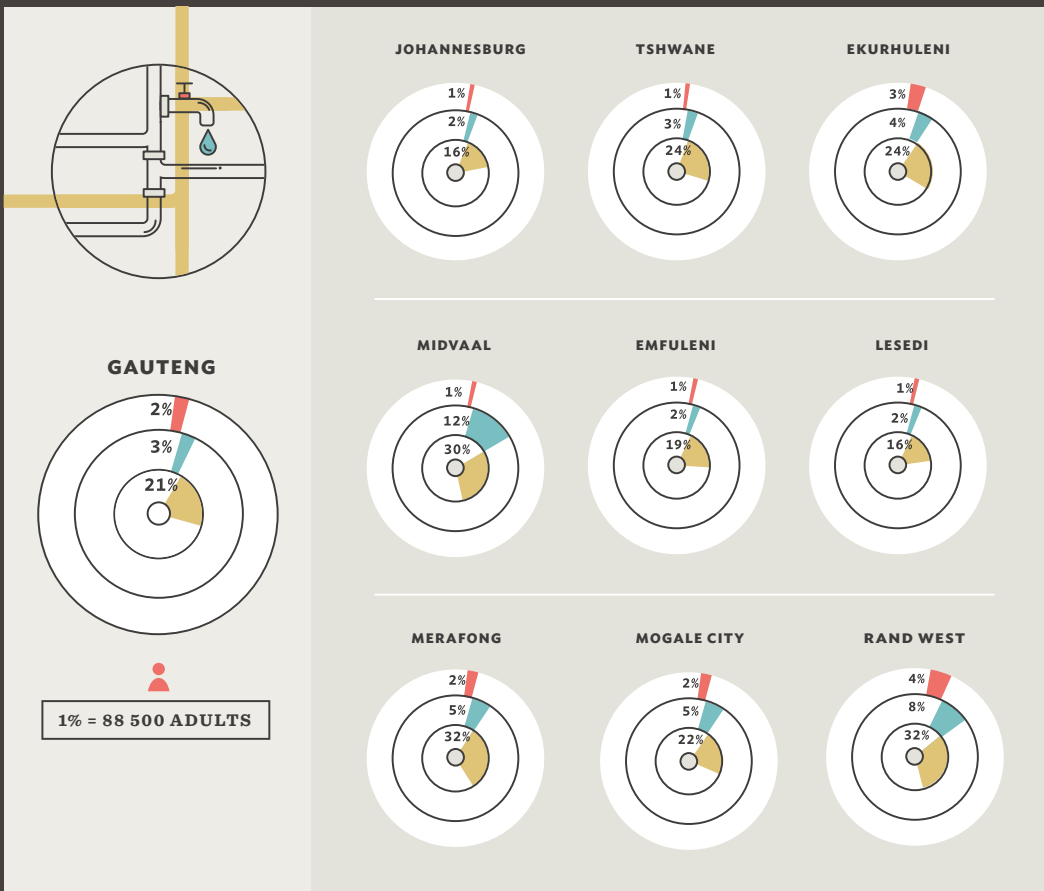 GAUTENG
2%
3%
21%
1% = 88 500 ADULTS
JOHANNESBURG
1%
2%
16%
TSHWANE
1%
3%
24%
EKURHULENI
3%
4%
24%
MIDVAAL
1%
12%
30%
EMFULENI
1%
2%
19%
LESEDI
1%
2%
16%
MERAFONG
2%
5%
32%
MOGALE CITY
2%
5%
22%
RAND WEST
4%
8%
32%